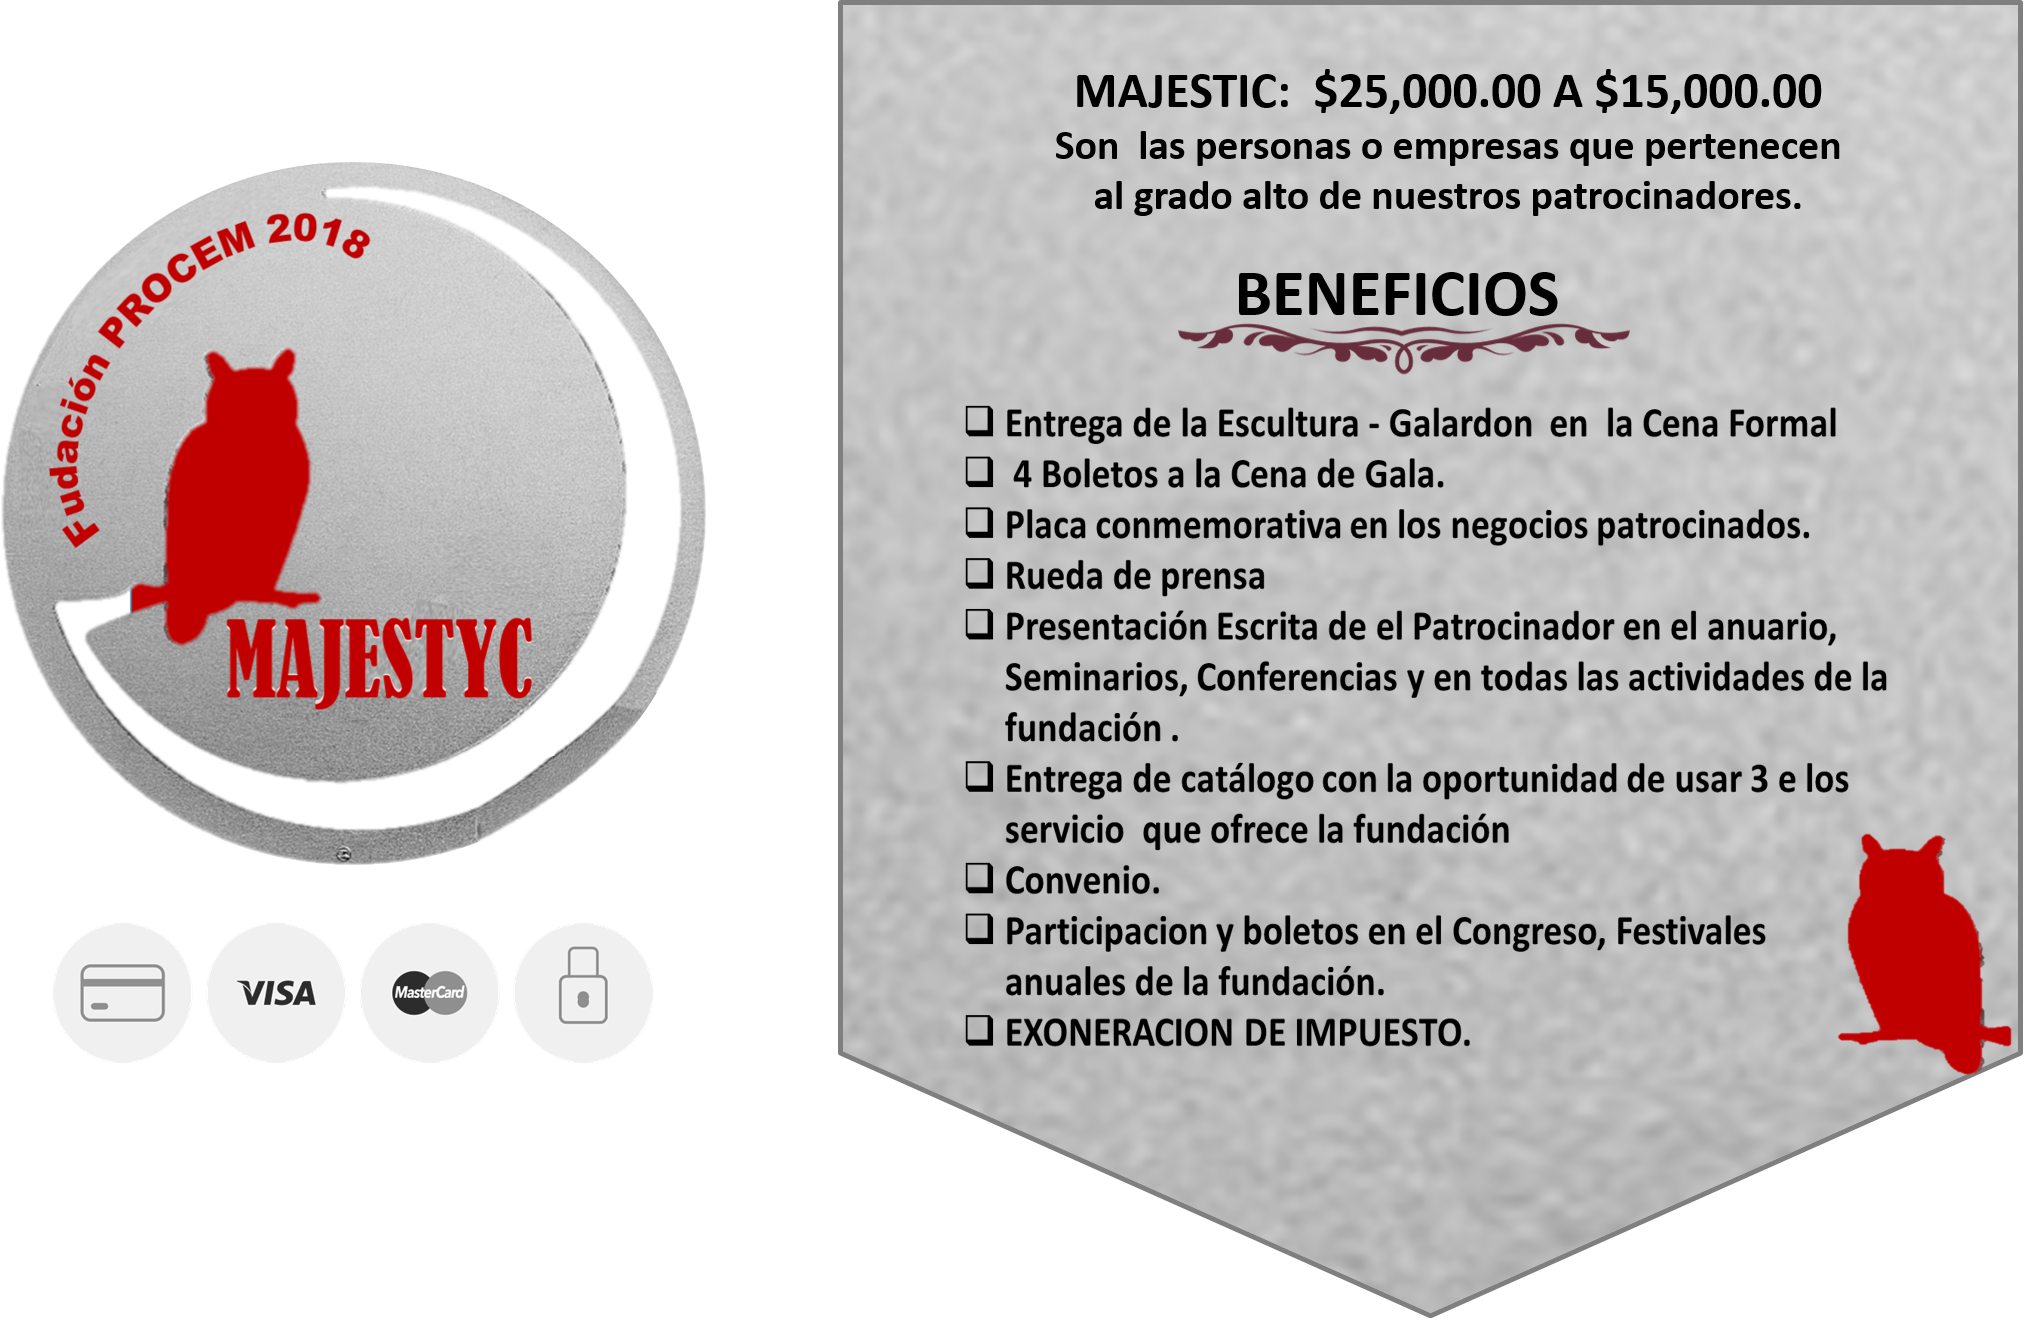 Fudación PROCEM 2018
MAJESTYC
VISA
MasterCard
MAJESTIC:  $25,000.00 A $15,000.00
Son  las personas o empresas que pertenecen
al grado alto de nuestros patrocinadores.
BENEFICIOS
❑ Entrega de la Escultura - Galardon  en  la Cena Formal
❑  4 Boletos a la Cena de Gala.
❑ Placa conmemorativa en los negocios patrocinados.
❑ Rueda de prensa
❑ Presentación Escrita de el Patrocinador en el anuario,
Seminarios, Conferencias y en todas las actividades de la
fundación .
❑ Entrega de catálogo con la oportunidad de usar 3 e los
servicio  que ofrece la fundación
❑ Convenio.
❑ Participacion y boletos en el Congreso, Festivales
anuales de la fundación.
❑ EXONERACION DE IMPUESTO.